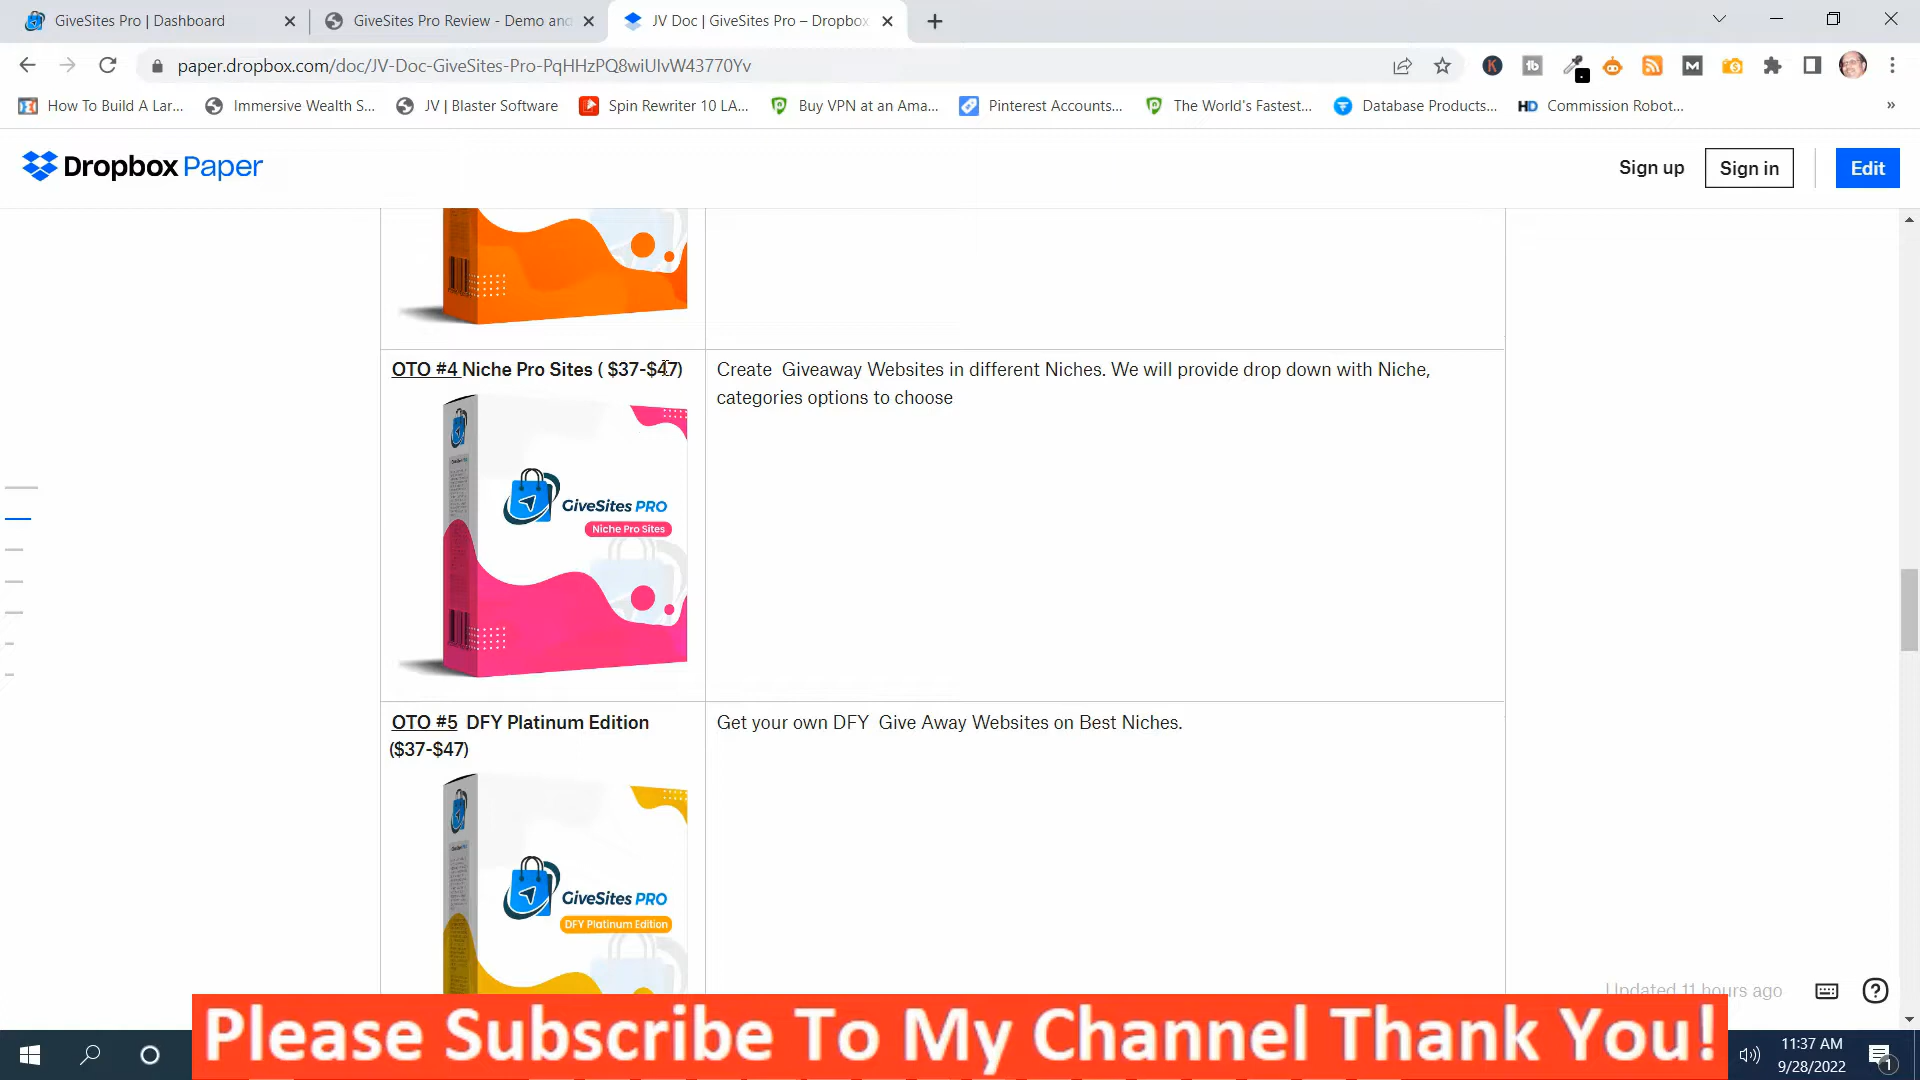 GiveSites Pro | Dashboard
GiveSites Pro Review - Demo and
JV Doc | GiveSites Pro – Dropbox
paper.dropbox.com/doc/JV-Doc-GiveSites-Pro-PqHHzPQ8wiUlvW43770Yv
How To Build A Lar...
Immersive Wealth S...
JV | Blaster Software
Spin Rewriter 10 LA...
Buy VPN at an Ama...
Pinterest Accounts...
The World's Fastest...
Database Products...
HD Commission Robot...
Dropbox Paper
Sign up
Sign in
Edit
OTO #4 Niche Pro Sites ( $37-$47)
Create Giveaway Websites in different Niches. We will provide drop down with Niche,
categories options to choose
GiveSites PRO
Niche Pro Sites
OTO #5 DFY Platinum Edition
($37-$47)
Get your own DFY Give Away Websites on Best Niches.
GiveSites PRO
DFY Platinum Edition
Updated 11 hours ago
Please Subscribe To My Channel Thank You!
11:37 AM
9/28/2022
1